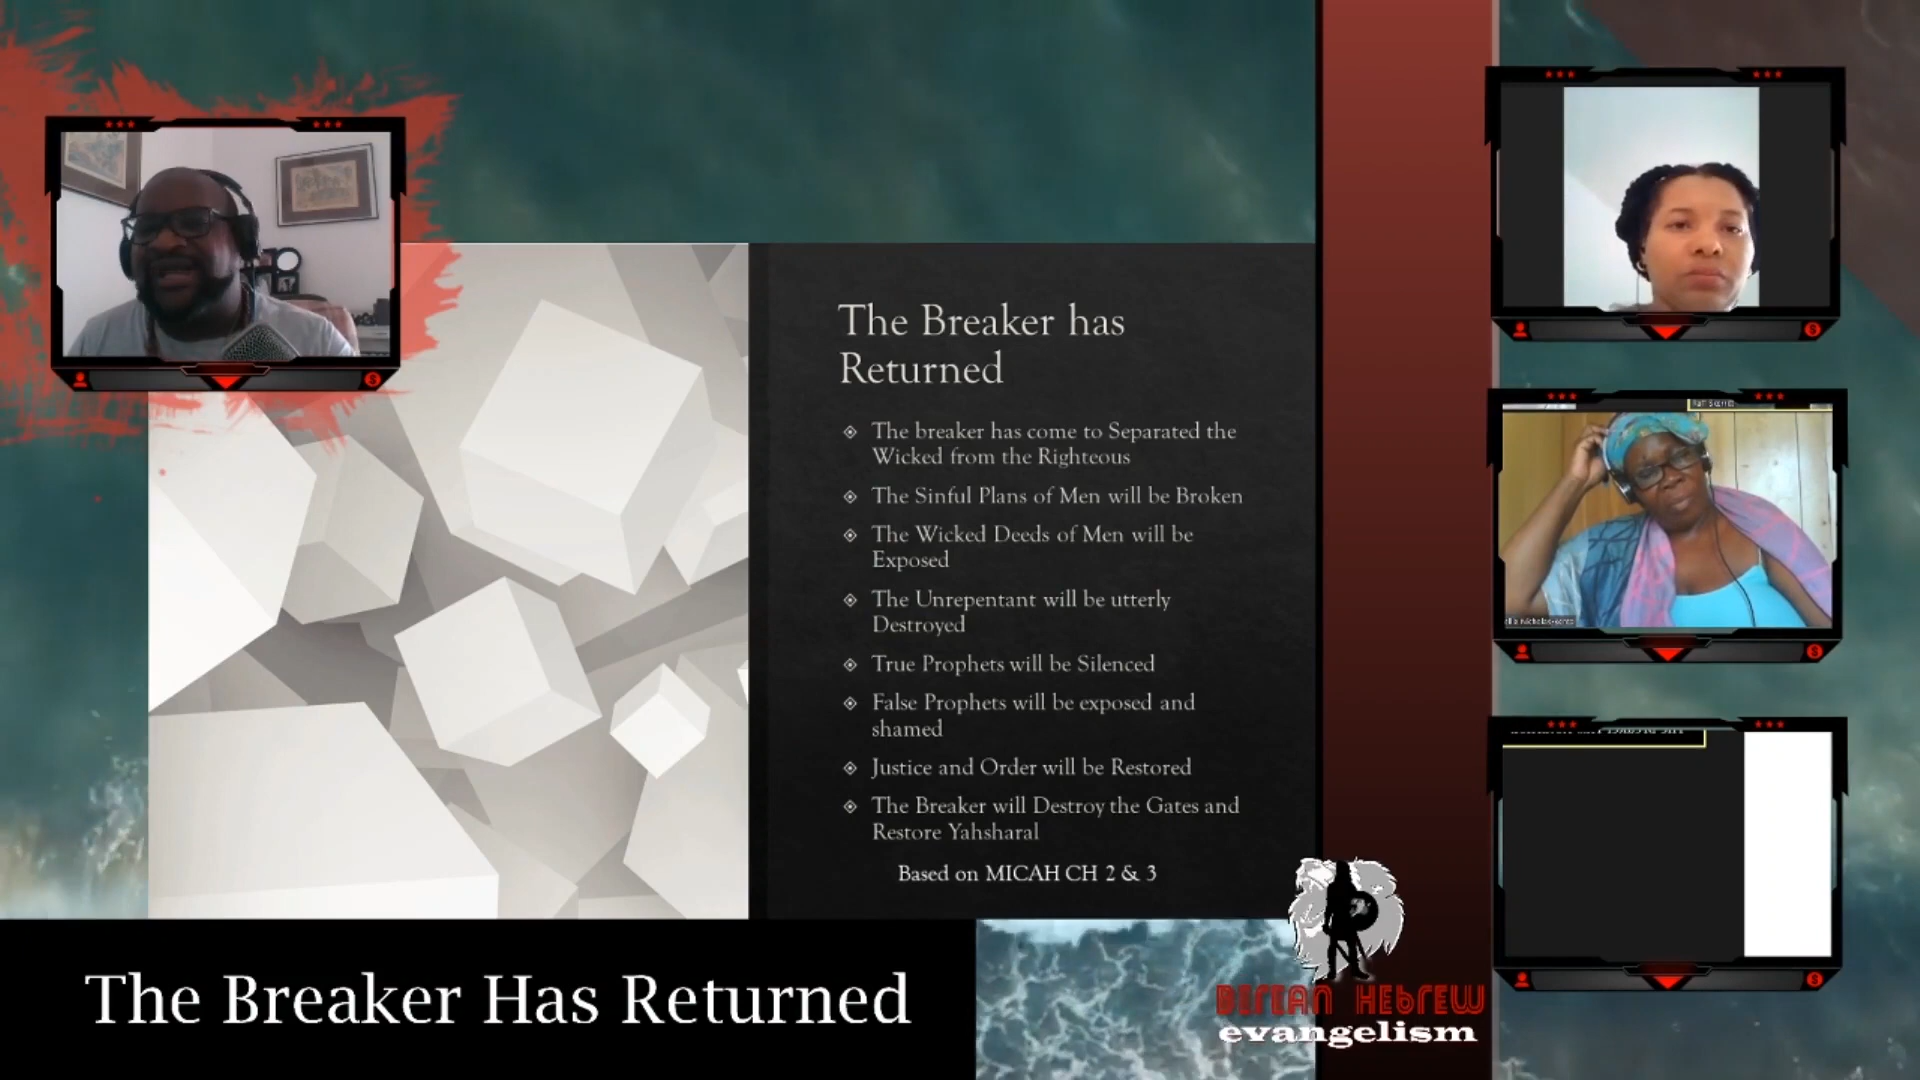 The Breaker has
Returned
The breaker has come to Separated the
Wicked from the Righteous
The Sinful Plans of Men will be Broken
The Wicked Deeds of Men will be
Exposed
The Unrepentant will be utterly
Destroyed
True Prophets will be Silenced
False Prophets will be exposed and
shamed
Justice and Order will be Restored
The Breaker will Destroy the Gates and
Restore Yahsharal
Based on MICAH CH 2 & 3
The Breaker Has Returned
BEREAN HEBREW
evangelism